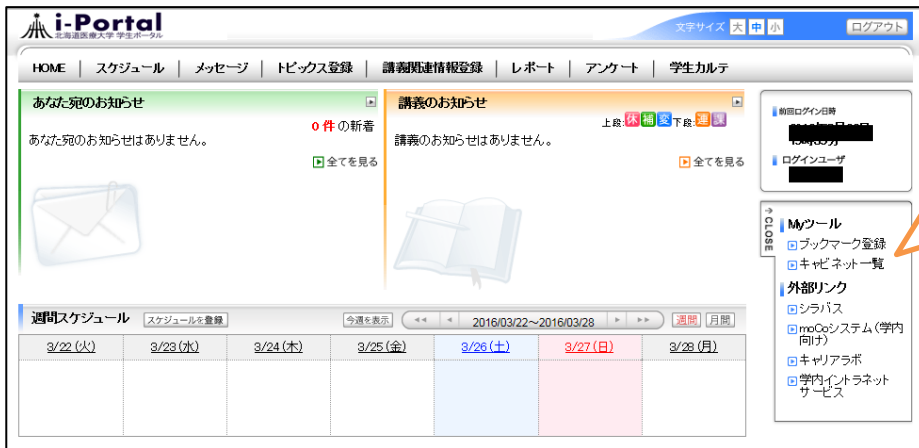 i-Portal
北海道医療大学 学生ポータル
文字サイズ 大 中 小
ログアウト
HOME | スケジュール | メッセージ | トピックス登録 | 講義関連情報登録 | レポート | アンケート | 学生カルテ
あなた宛のお知らせ
0 件 の新着
あなた宛のお知らせはありません。
全てを見る
講義のお知らせ
上段:休 補 変 下段:連 課
講義のお知らせはありません。
全てを見る
前回ログイン日時
ログインユーザ
CLOSE
Myツール
ブックマーク登録
キャビネット一覧
外部リンク
シラバス
moCoシステム(学内
向け)
キャリアラボ
学内イントラネット
サービス
週間スケジュール スケジュールを登録 今週を表示 2016/03/22～2016/03/28 週間 月間
3/22 (火) 3/23 (水) 3/24 (木) 3/25 (金) 3/26 (土) 3/27 (日) 3/28 (月)